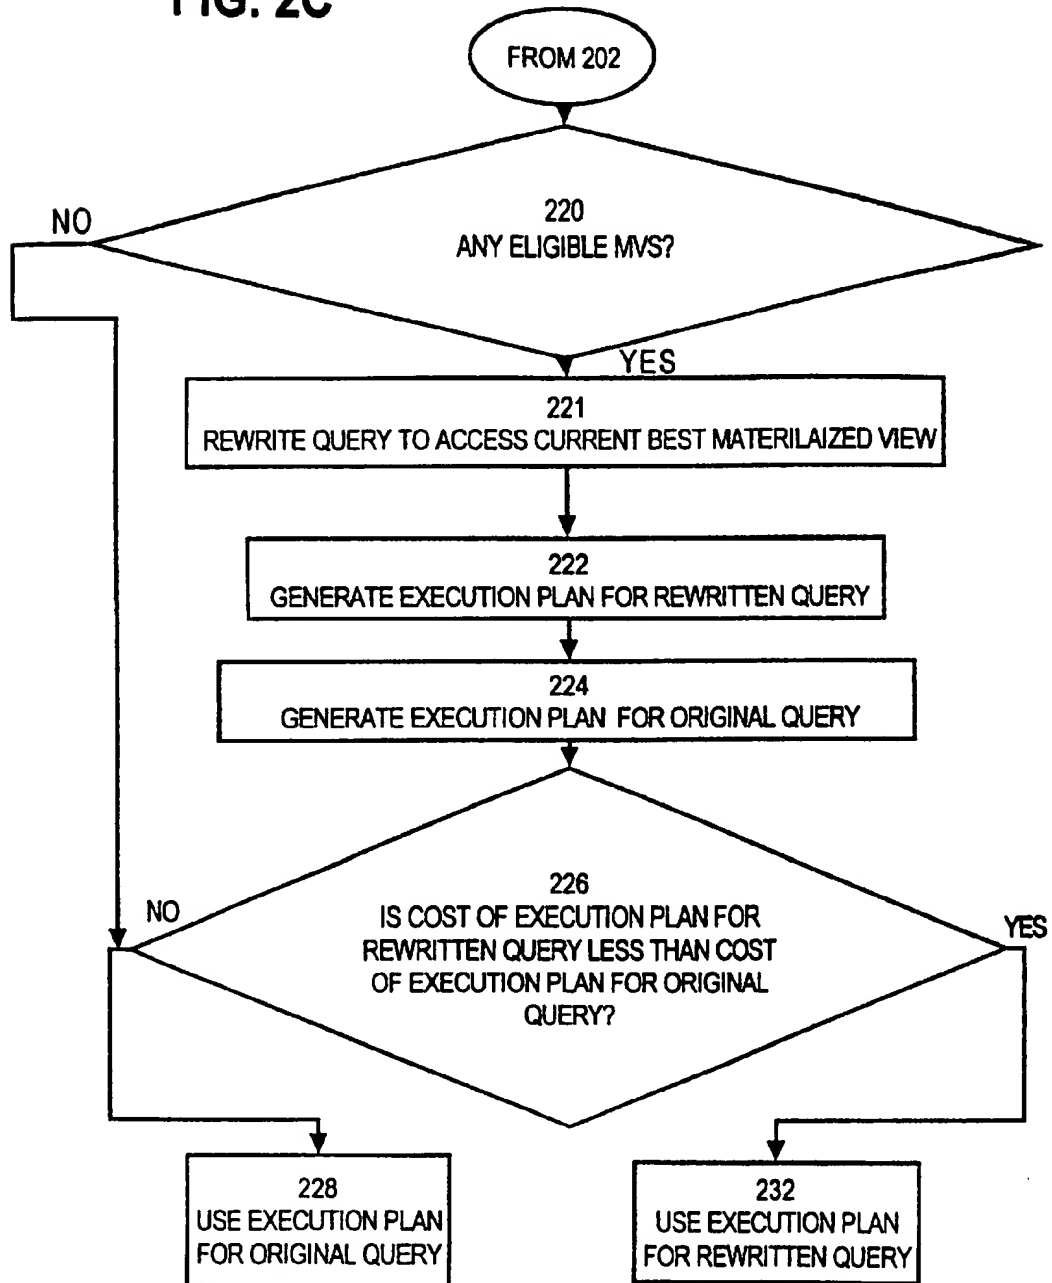 FIG. 2C
FROM 202
NO
220
ANY ELIGIBLE MVS?
YES
221
REWRITE QUERY TO ACCESS CURRENT BEST MATERILAIZED VIEW
222
GENERATE EXECUTION PLAN FOR REWRITTEN QUERY
224
GENERATE EXECUTION PLAN FOR ORIGINAL QUERY
NO
226
IS COST OF EXECUTION PLAN FOR
REWRITTEN QUERY LESS THAN COST
OF EXECUTION PLAN FOR ORIGINAL
QUERY?
YES
228
USE EXECUTION PLAN
FOR ORIGINAL QUERY
232
USE EXECUTION PLAN
FOR REWRITTEN QUERY